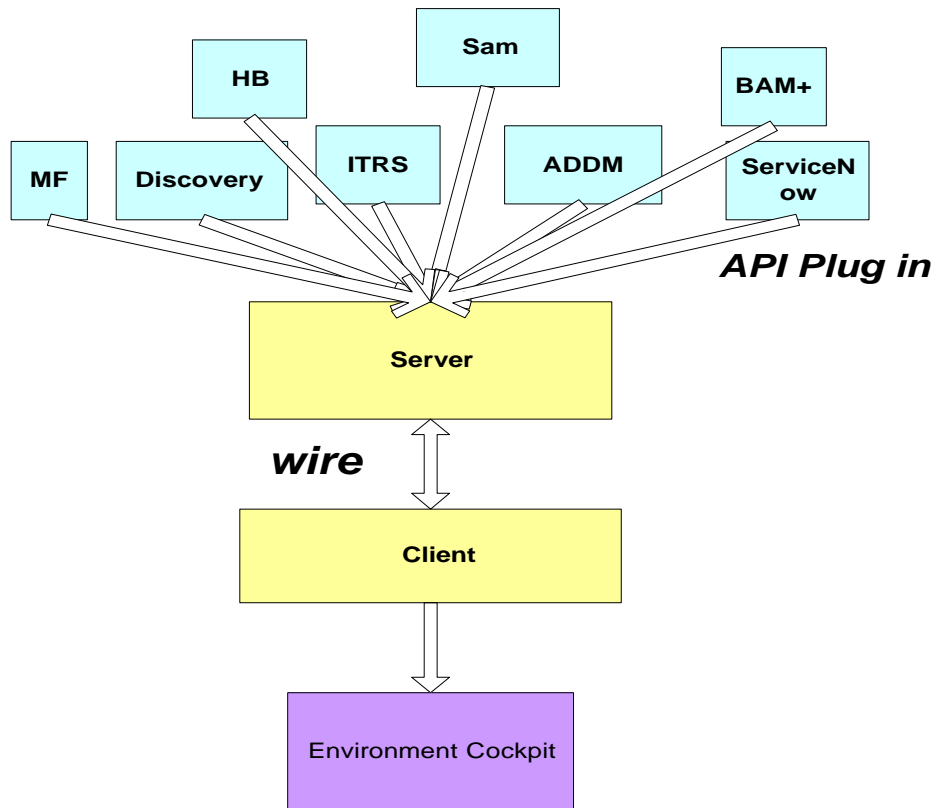 Sam
HB
BAM+
MF
Discovery
ITRS
ADDM
ServiceN
ow
API Plug in
Server
wire
Client
Environment Cockpit